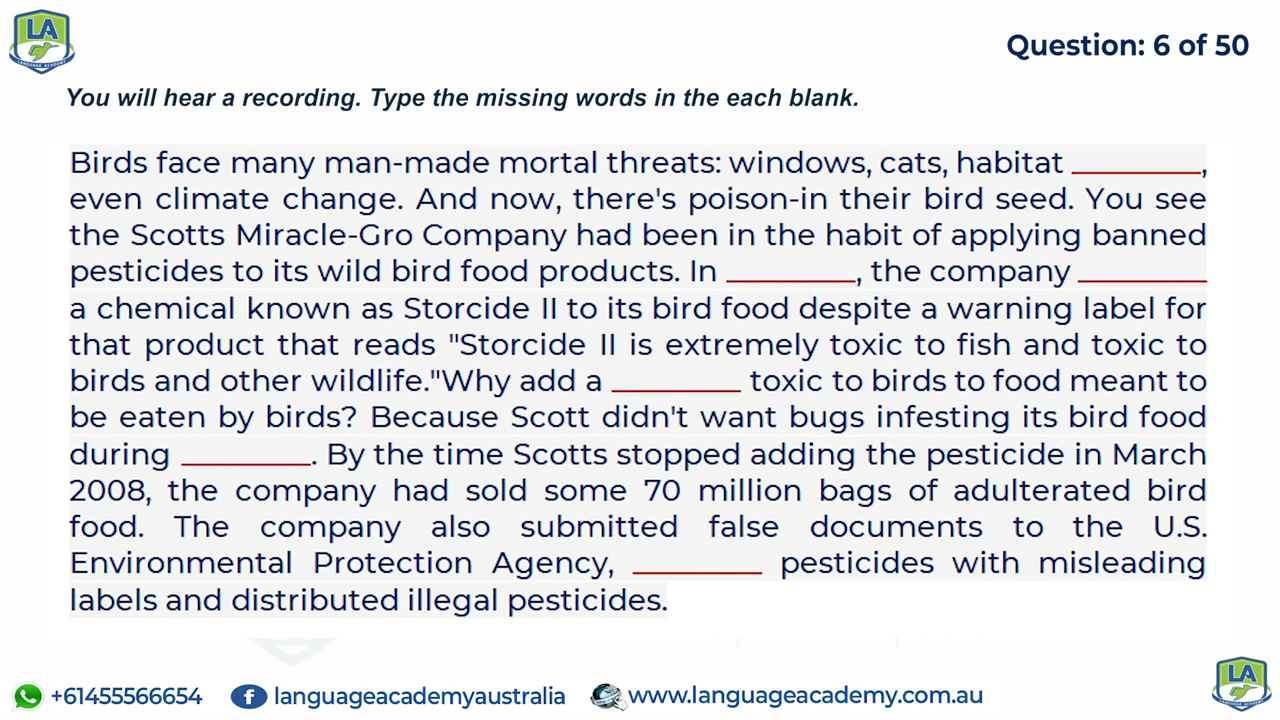 LA
LANGUAGE ACADEMY
Question: 6 of 50
You will hear a recording. Type the missing words in the each blank.
Birds face many man-made mortal threats: windows, cats, habitat ________,
even climate change. And now, there's poison-in their bird seed. You see
the Scotts Miracle-Gro Company had been in the habit of applying banned
pesticides to its wild bird food products. In ________, the company ________
a chemical known as Storcide II to its bird food despite a warning label for
that product that reads "Storcide II is extremely toxic to fish and toxic to
birds and other wildlife."Why add a ________ toxic to birds to food meant to
be eaten by birds? Because Scott didn't want bugs infesting its bird food
during ________. By the time Scotts stopped adding the pesticide in March
2008, the company had sold some 70 million bags of adulterated bird
food. The company also submitted false documents to the U.S.
Environmental Protection Agency, ________ pesticides with misleading
labels and distributed illegal pesticides.
+61455566654 languageacademyaustralia www.languageacademy.com.au
LA